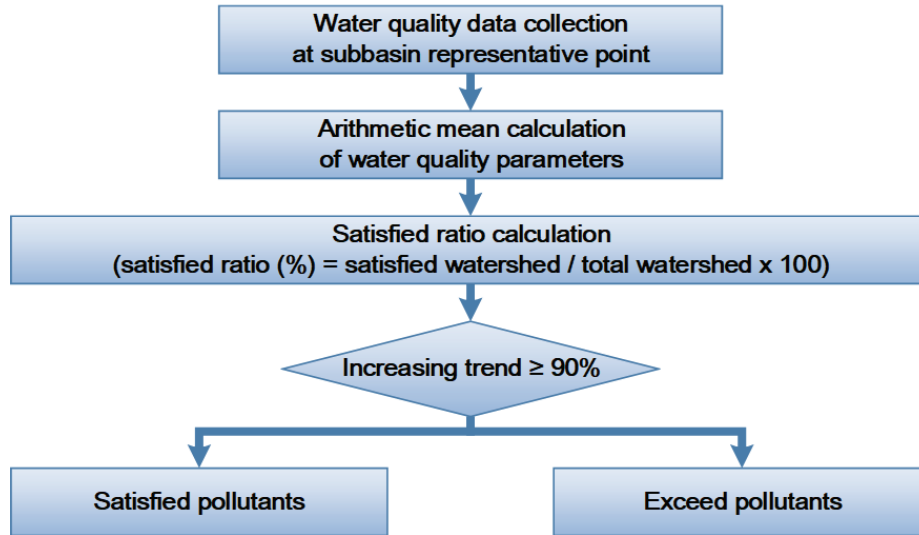 Water quality data collection
at subbasin representative point
Arithmetic mean calculation
of water quality parameters
Satisfied ratio calculation
(satisfied ratio (%) = satisfied watershed / total watershed x 100)
Increasing trend ≥ 90%
Satisfied pollutants
Exceed pollutants